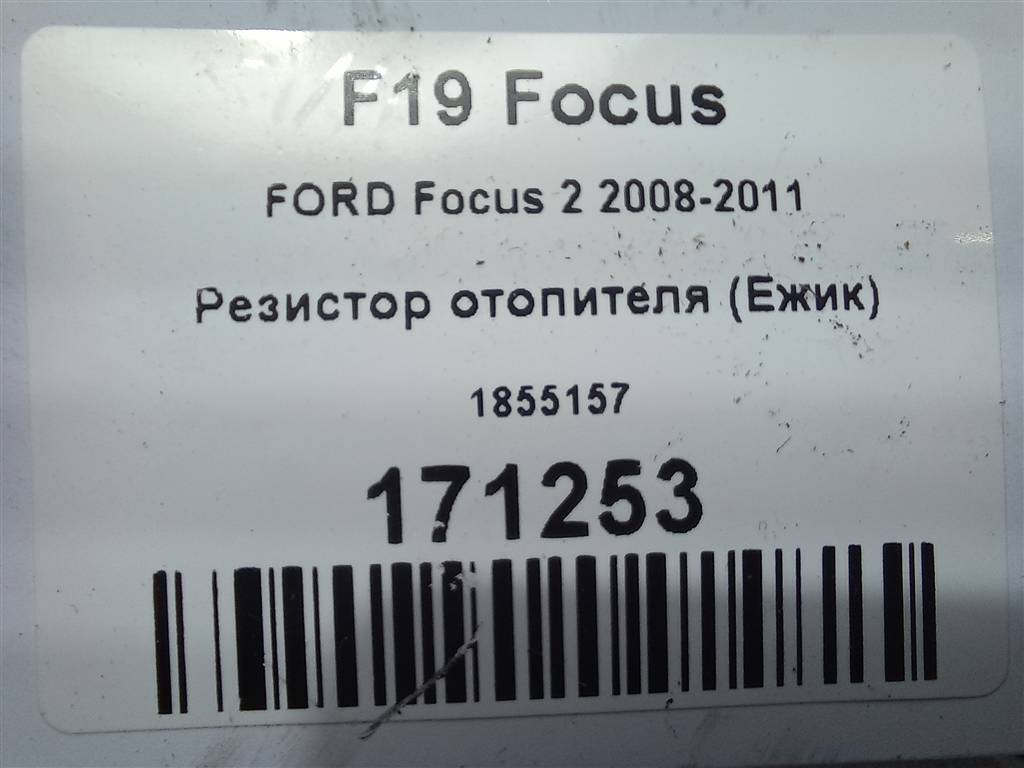 F19 Focus
FORD Focus 2 2008-2011
Резистор отопителя (Ежик)
1855157
171253